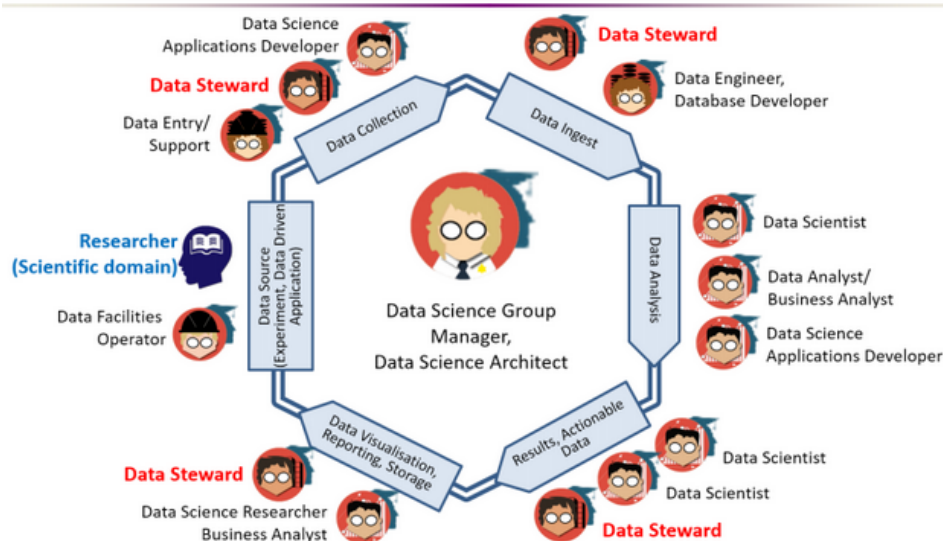 Data Science
Applications Developer
Data Steward
Data Entry/
Support
Data Collection
Data Steward
Data Engineer,
Database Developer
Data Ingest
Researcher
(Scientific domain)
Data Facilities
Operator
Data Source
(Experiment, Data Driven
Application)
Data Science Group
Manager,
Data Science Architect
Data Analysis
Data Scientist
Data Analyst/
Business Analyst
Data Science
Applications Developer
Data Visualisation,
Reporting, Storage
Data Steward
Data Science Researcher
Business Analyst
Results, Actionable
Data
Data Scientist
Data Scientist
Data Steward